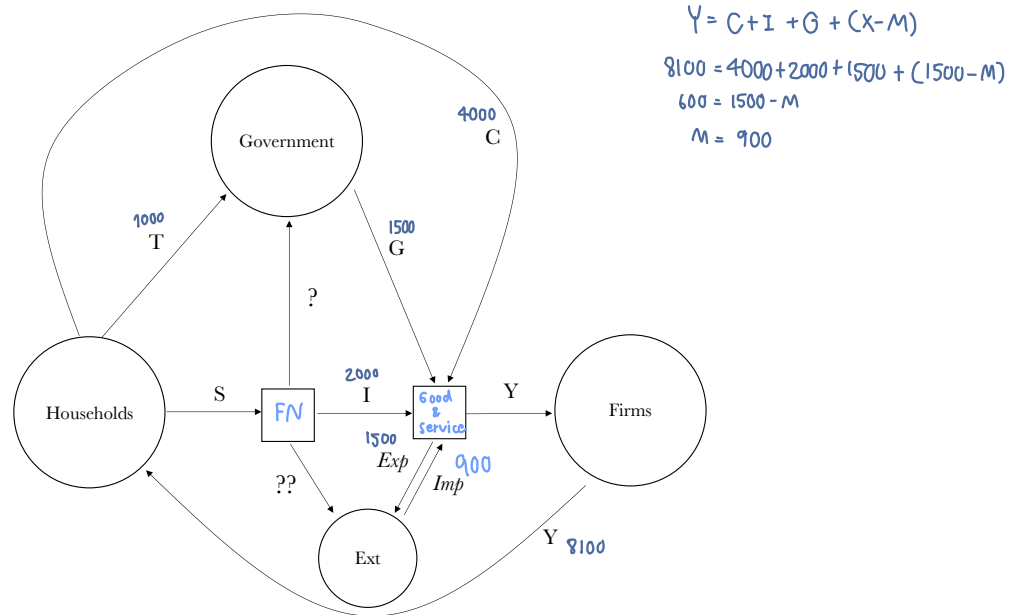 Y = C+I +G + (X-M)
8100 = 4000+2000+1500 + (1500-M)
600 = 1500 - M
M = 900
4000
C
Government
1000
T
1500
G
?
Households
S
FN
2000
I
Good
&
service
Y
Firms
1500
Exp
900
Imp
??
Ext
Y 8100